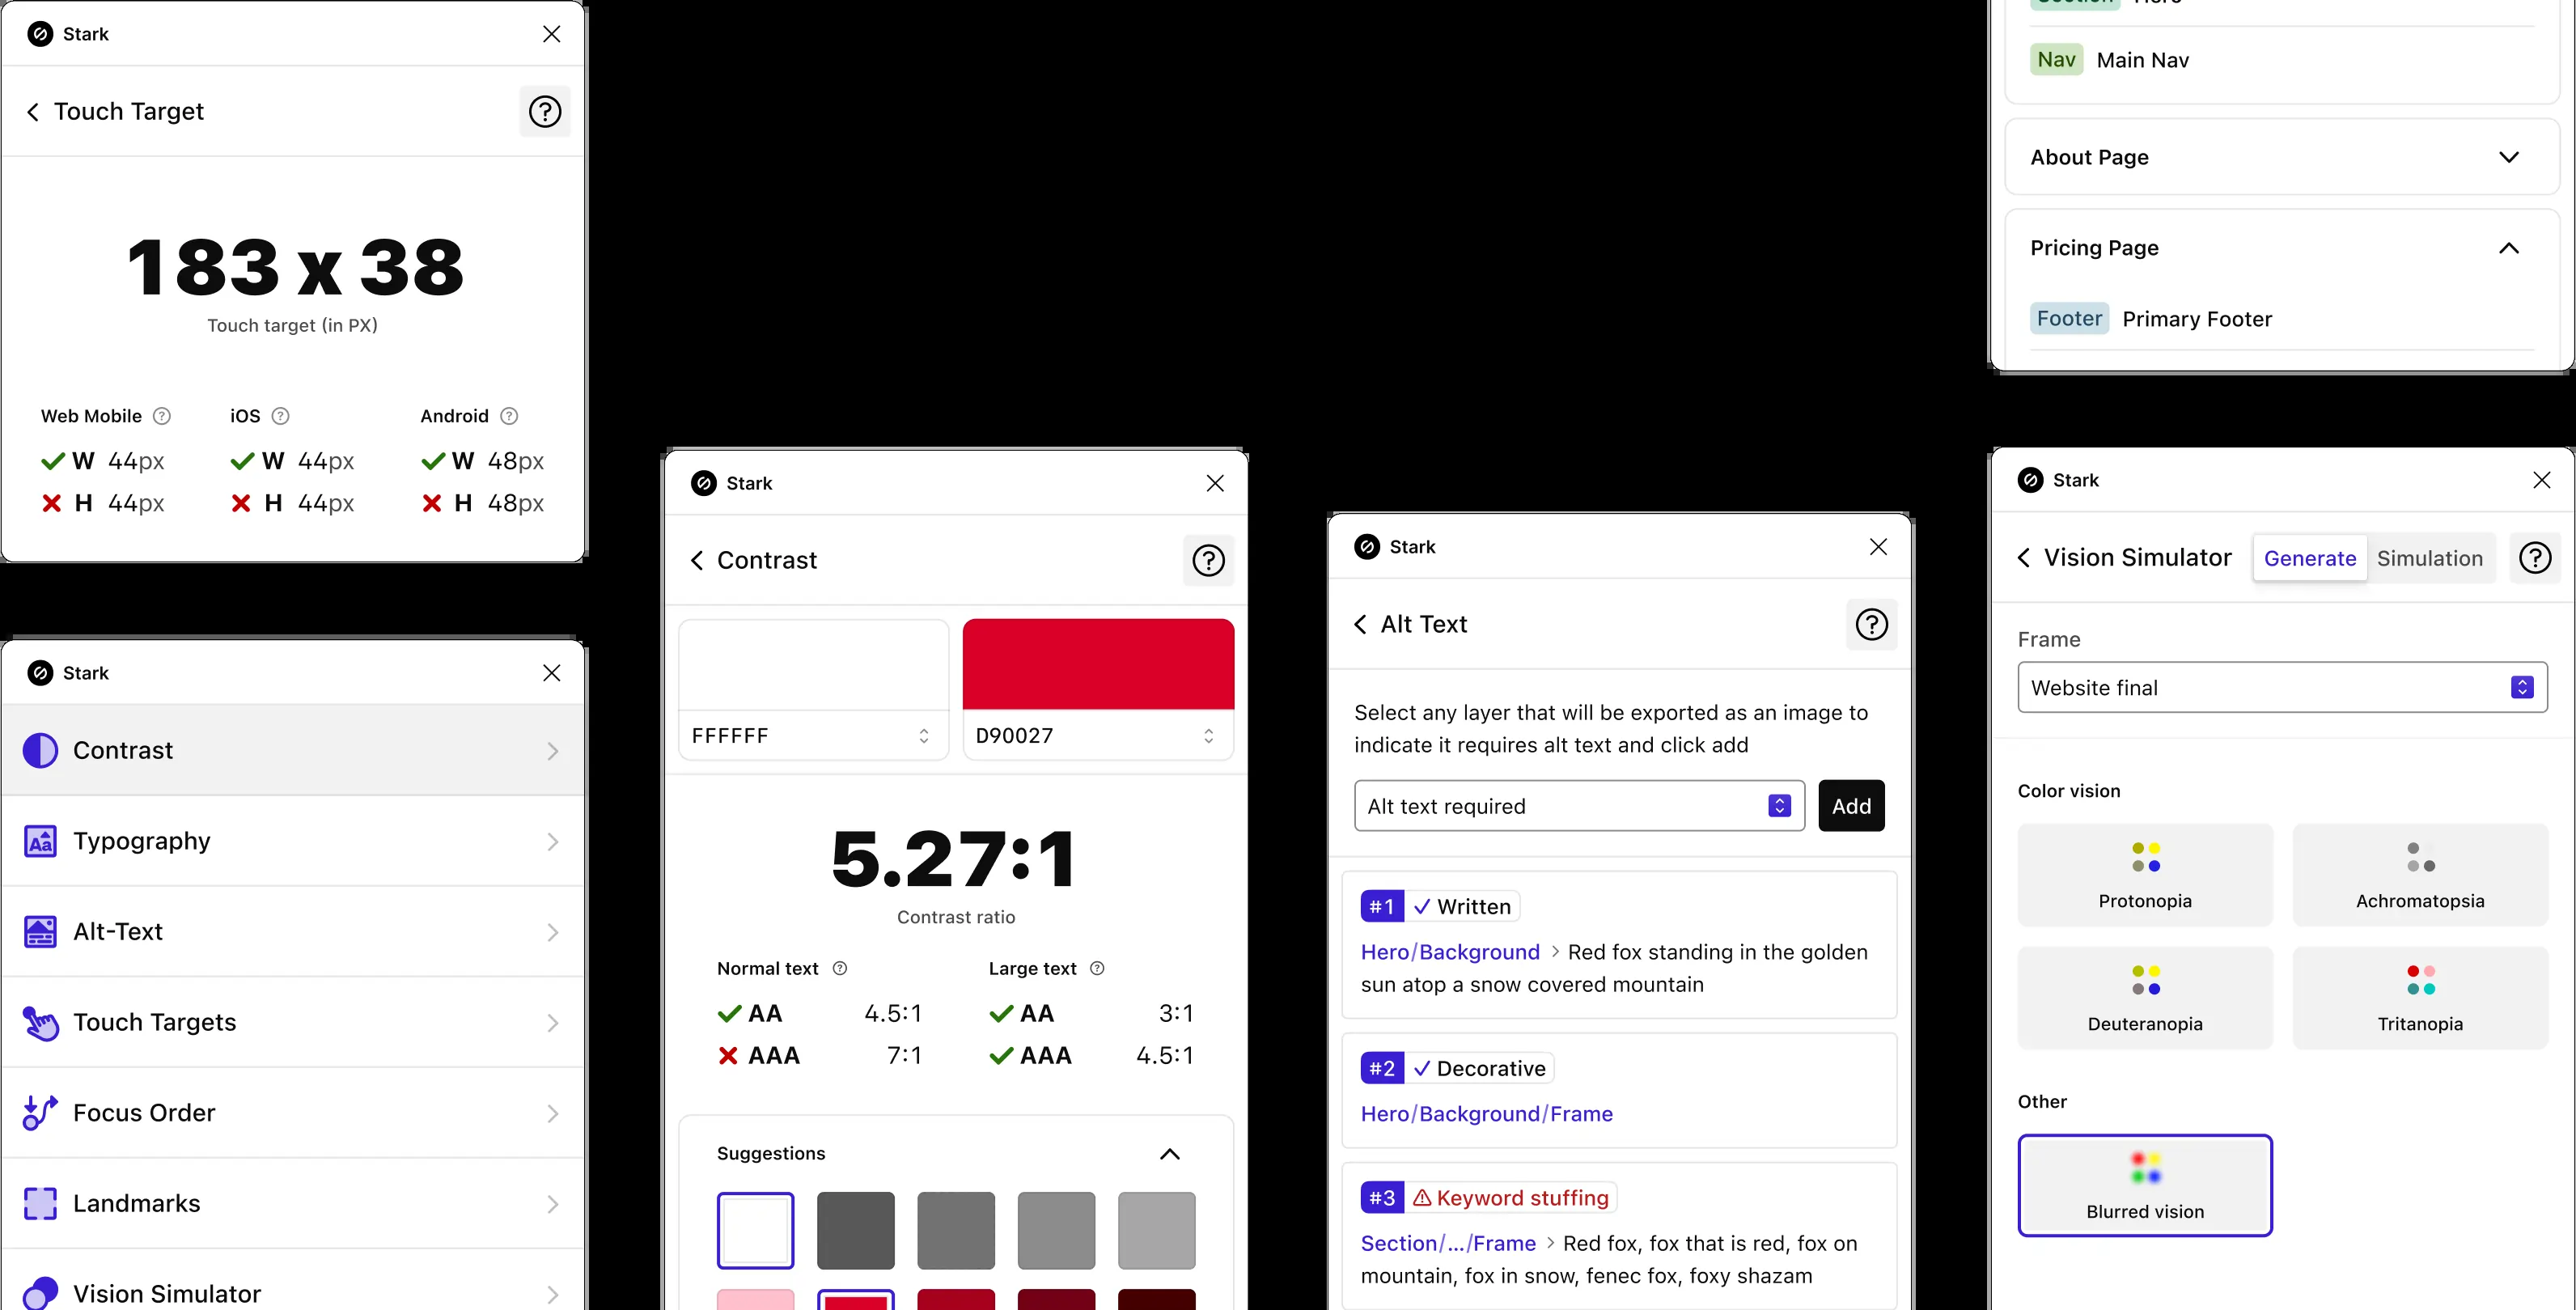 Stark
Touch Target
183 x 38
Touch target (in PX)
Web Mobile iOS Android
W 44px W 44px W 48px
H 44px H 44px H 48px
Stark
Contrast
Typography
Alt-Text
Touch Targets
Focus Order
Landmarks
Vision Simulator
Stark
Contrast
FFFFFF D90027
5.27:1
Contrast ratio
Normal text Large text
AA 4.5:1 AA 3:1
AAA 7:1 AAA 4.5:1
Suggestions
Stark
Alt Text
Select any layer that will be exported as an image to
indicate it requires alt text and click add
Alt text required Add
#1 Written
Hero/Background > Red fox standing in the golden
sun atop a snow covered mountain
#2 Decorative
Hero/Background/Frame
#3 Keyword stuffing
Section/.../Frame > Red fox, fox that is red, fox on
mountain, fox in snow, fenec fox, foxy shazam
Section Hero
Nav Main Nav
About Page
Pricing Page
Footer Primary Footer
Stark
Vision Simulator Generate Simulation
Frame
Website final
Color vision
Protonopia Achromatopsia
Deuteranopia Tritanopia
Other
Blurred vision